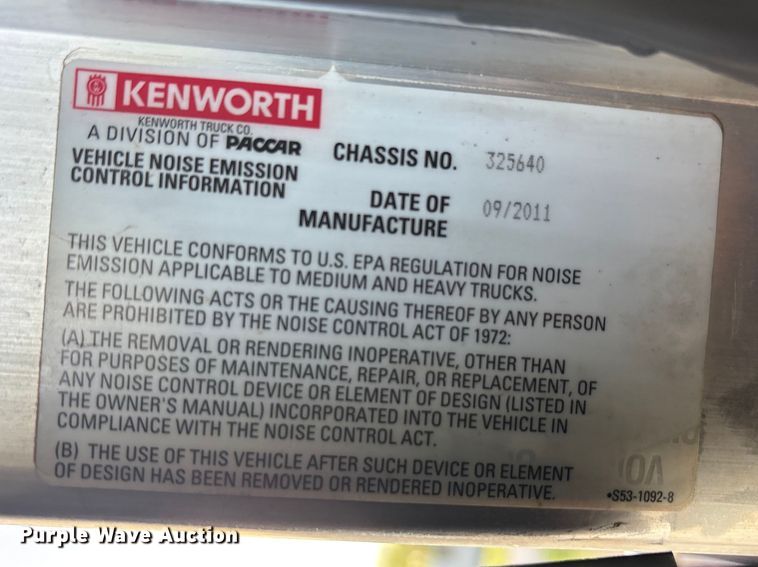 KENWORTH
KENWORTH TRUCK CO.
A DIVISION OF PACCAR
VEHICLE NOISE EMISSION
CONTROL INFORMATION
CHASSIS NO. 325640
DATE OF
MANUFACTURE 09/2011
THIS VEHICLE CONFORMS TO U.S. EPA REGULATION FOR NOISE
EMISSION APPLICABLE TO MEDIUM AND HEAVY TRUCKS.
THE FOLLOWING ACTS OR THE CAUSING THEREOF BY ANY PERSON
ARE PROHIBITED BY THE NOISE CONTROL ACT OF 1972:
(A) THE REMOVAL OR RENDERING INOPERATIVE, OTHER THAN
FOR PURPOSES OF MAINTENANCE, REPAIR, OR REPLACEMENT, OF
ANY NOISE CONTROL DEVICE OR ELEMENT OF DESIGN (LISTED IN
THE OWNER'S MANUAL) INCORPORATED INTO THE VEHICLE IN
COMPLIANCE WITH THE NOISE CONTROL ACT.
(B) THE USE OF THIS VEHICLE AFTER SUCH DEVICE OR ELEMENT
OF DESIGN HAS BEEN REMOVED OR RENDERED INOPERATIVE.
•S53-1092-8
Purple Wave Auction